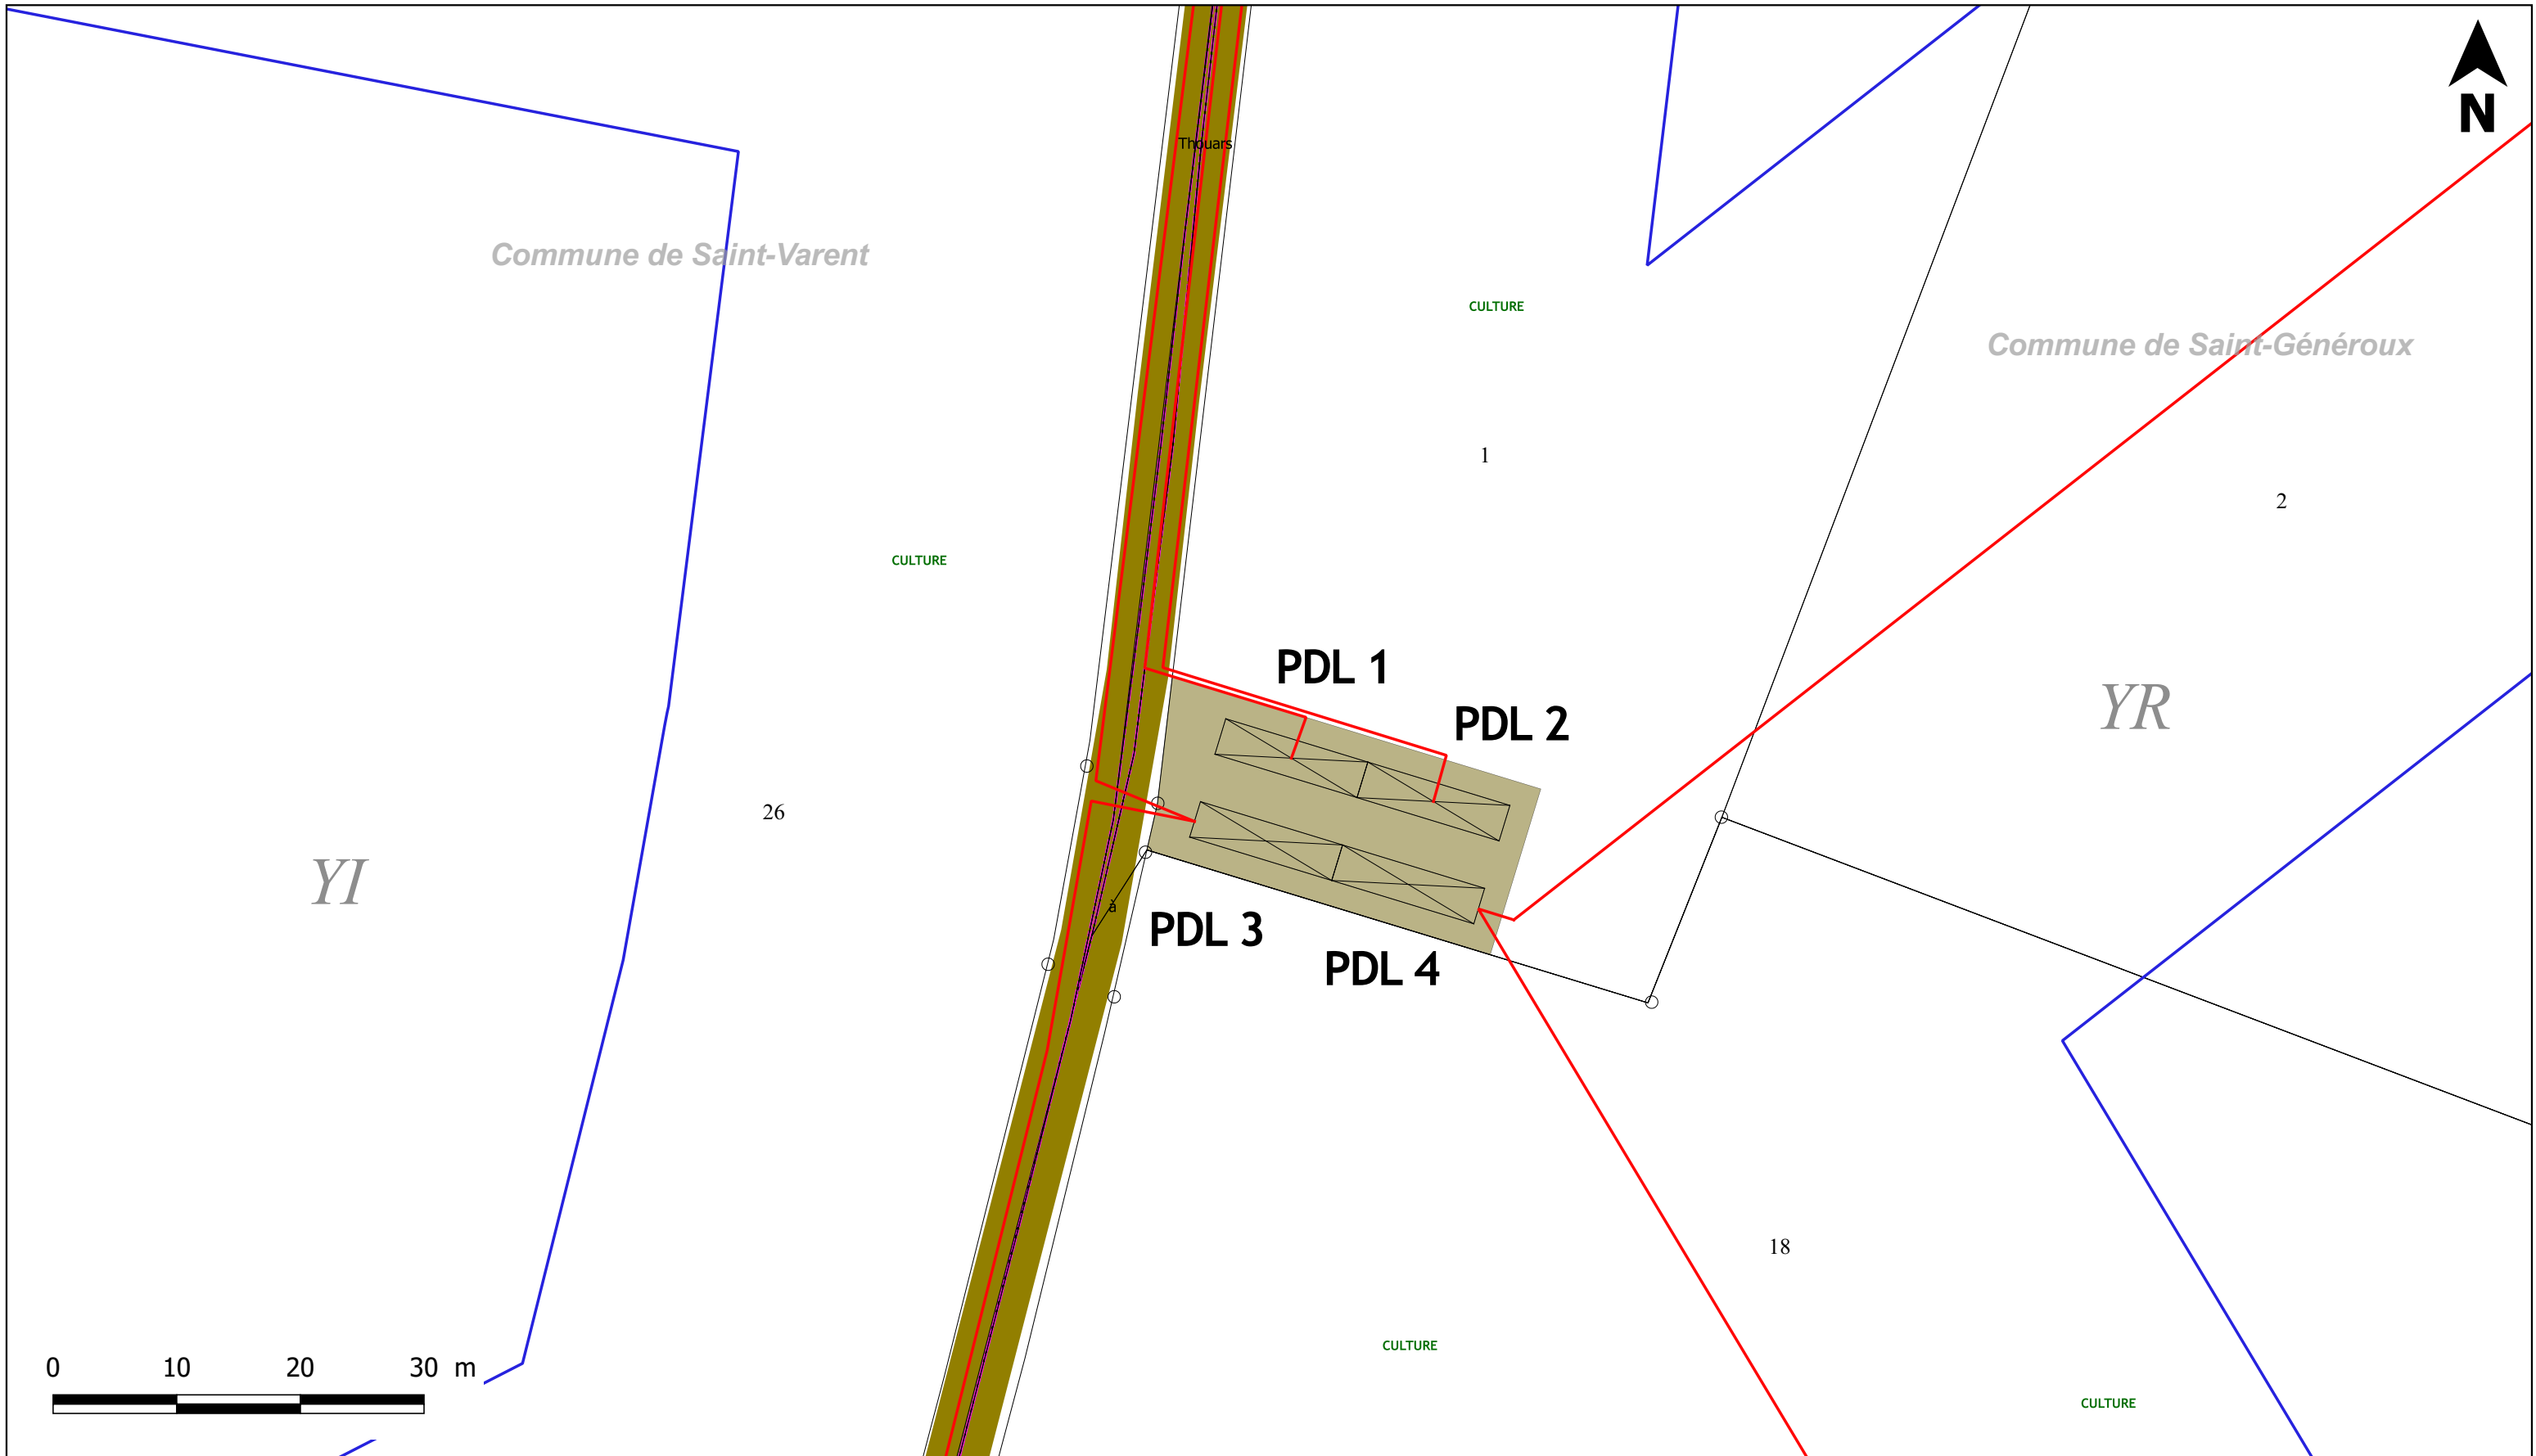 N
Thouars
Commune de Saint-Varent
CULTURE
Commune de Saint-Généroux
1
2
CULTURE
PDL 1
YR
PDL 2
26
YI
à
PDL 3
PDL 4
18
CULTURE
0 10 20 30 m
CULTURE